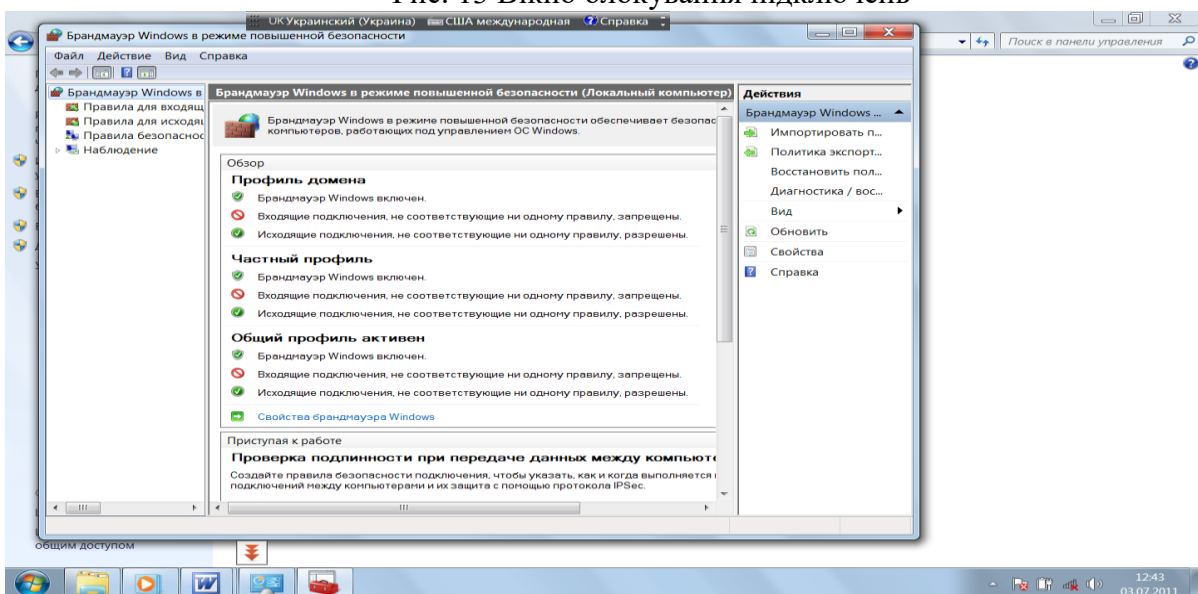 Рис. 15 Вікно блокування підключень
UK Украинский (Украина) США международная Справка
Брандмауэр Windows в режиме повышенной безопасности
Поиск в панели управления
Файл Действие Вид Справка
Брандмауэр Windows в
Правила для входящ
Правила для исходящ
Правила безопаснос
Наблюдение
Брандмауэр Windows в режиме повышенной безопасности (Локальный компьютер)
Брандмауэр Windows в режиме повышенной безопасности обеспечивает безопас
компьютеров, работающих под управлением ОС Windows.
Обзор
Профиль домена
Брандмауэр Windows включен.
Входящие подключения, не соответствующие ни одному правилу, запрещены.
Исходящие подключения, не соответствующие ни одному правилу, разрешены.
Частный профиль
Брандмауэр Windows включен.
Входящие подключения, не соответствующие ни одному правилу, запрещены.
Исходящие подключения, не соответствующие ни одному правилу, разрешены.
Общий профиль активен
Брандмауэр Windows включен.
Входящие подключения, не соответствующие ни одному правилу, запрещены.
Исходящие подключения, не соответствующие ни одному правилу, разрешены.
Свойства брандмауэра Windows
Приступая к работе
Проверка подлинности при передаче данных между компьюте
Создайте правила безопасности подключения, чтобы указать, как и когда выполняется
подключений между компьютерами и их защита с помощью протокола IPSec.
Действия
Брандмауэр Windows ...
Импортировать п...
Политика экспорт...
Восстановить пол...
Диагностика / вос...
Вид
Обновить
Свойства
Справка
общим доступом
12:43
03.07.2011